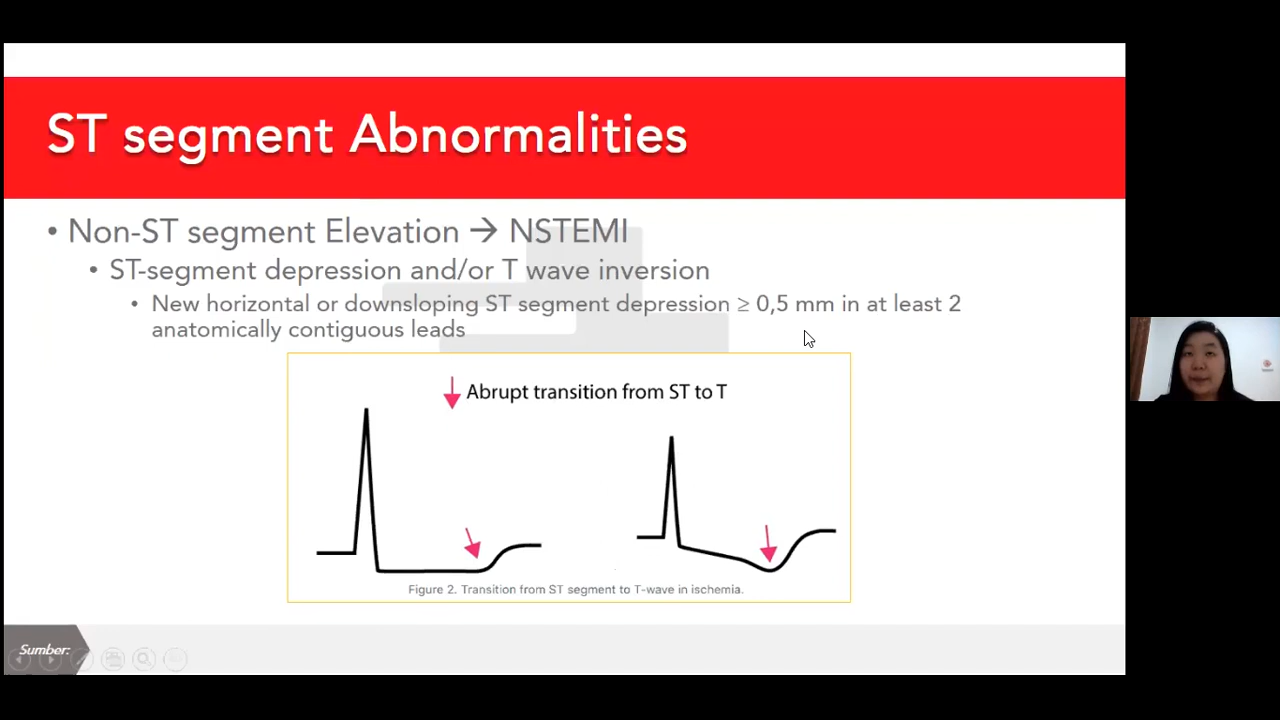 ST segment Abnormalities
• Non-ST segment Elevation → NSTEMI
• ST-segment depression and/or T wave inversion
• New horizontal or downsloping ST segment depression ≥ 0,5 mm in at least 2
anatomically contiguous leads
Abrupt transition from ST to T
Figure 2. Transition from ST segment to T-wave in ischemia.
Sumber: